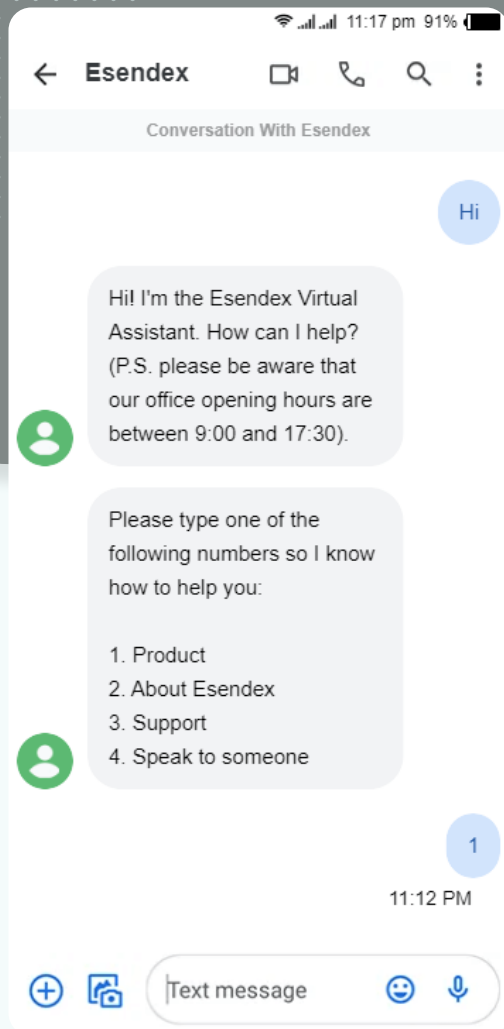 11:17 pm 91%
Esendex
Conversation With Esendex
Hi
Hi! I'm the Esendex Virtual
Assistant. How can I help?
(P.S. please be aware that
our office opening hours are
between 9:00 and 17:30).
Please type one of the
following numbers so I know
how to help you:
1. Product
2. About Esendex
3. Support
4. Speak to someone
1
11:12 PM
Text message